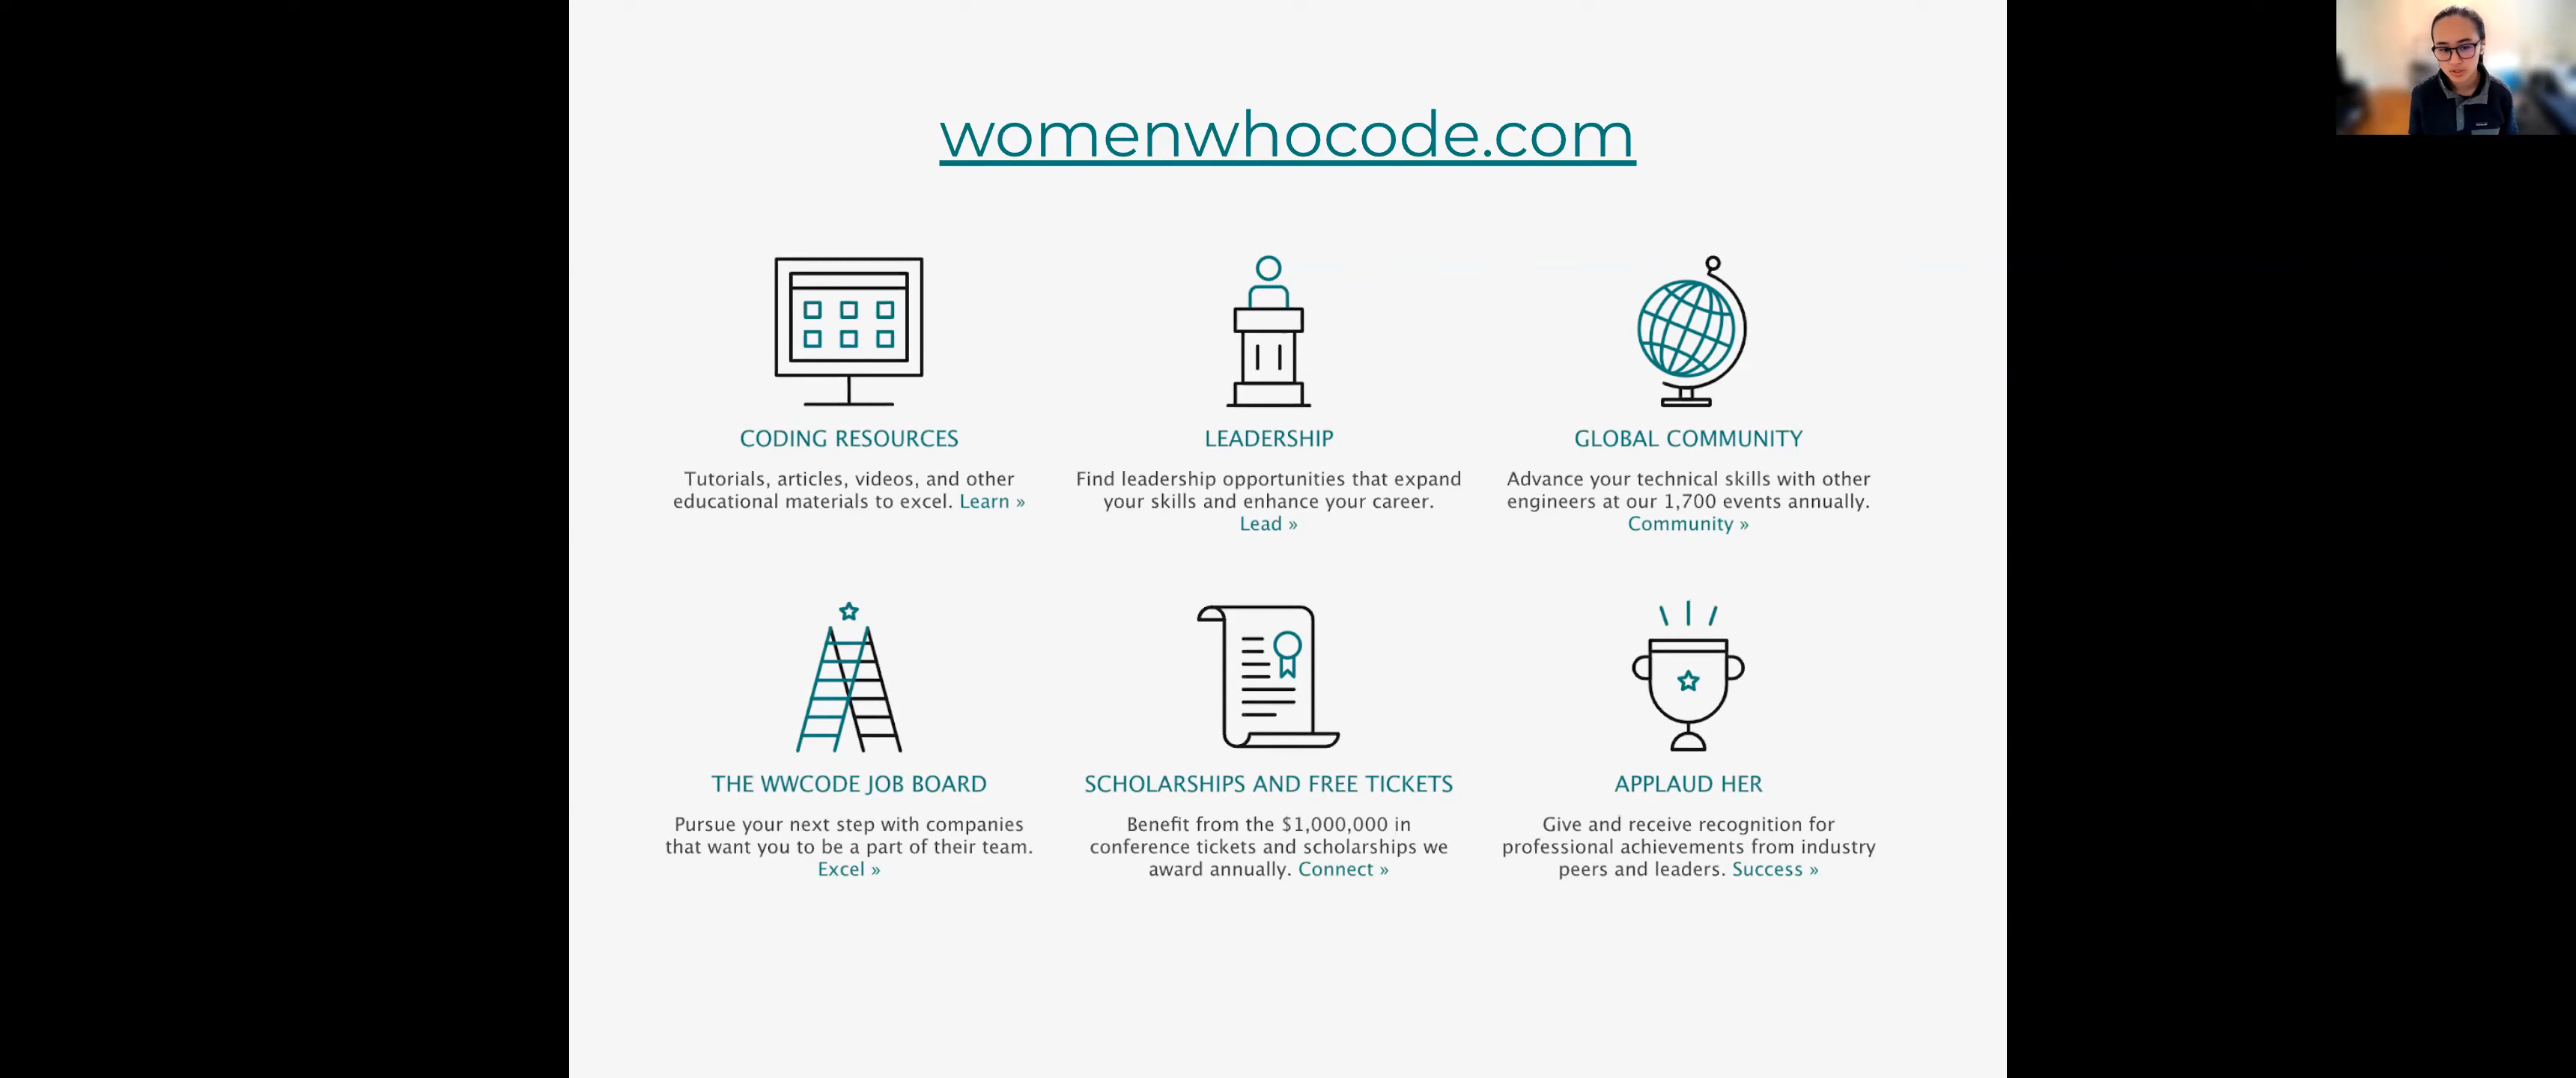 womenwhocode.com
CODING RESOURCES
Tutorials, articles, videos, and other
educational materials to excel. Learn »
LEADERSHIP
Find leadership opportunities that expand
your skills and enhance your career.
Lead »
GLOBAL COMMUNITY
Advance your technical skills with other
engineers at our 1,700 events annually.
Community »
THE WWCODE JOB BOARD
Pursue your next step with companies
that want you to be a part of their team.
Excel »
SCHOLARSHIPS AND FREE TICKETS
Benefit from the $1,000,000 in
conference tickets and scholarships we
award annually. Connect »
APPLAUD HER
Give and receive recognition for
professional achievements from industry
peers and leaders. Success »